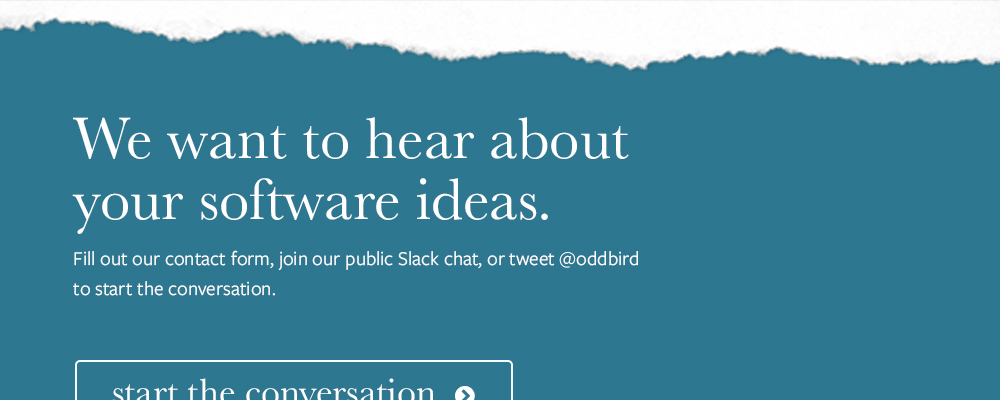 We want to hear about
your software ideas.
Fill out our contact form, join our public Slack chat, or tweet @oddbird
to start the conversation.
start the conversation